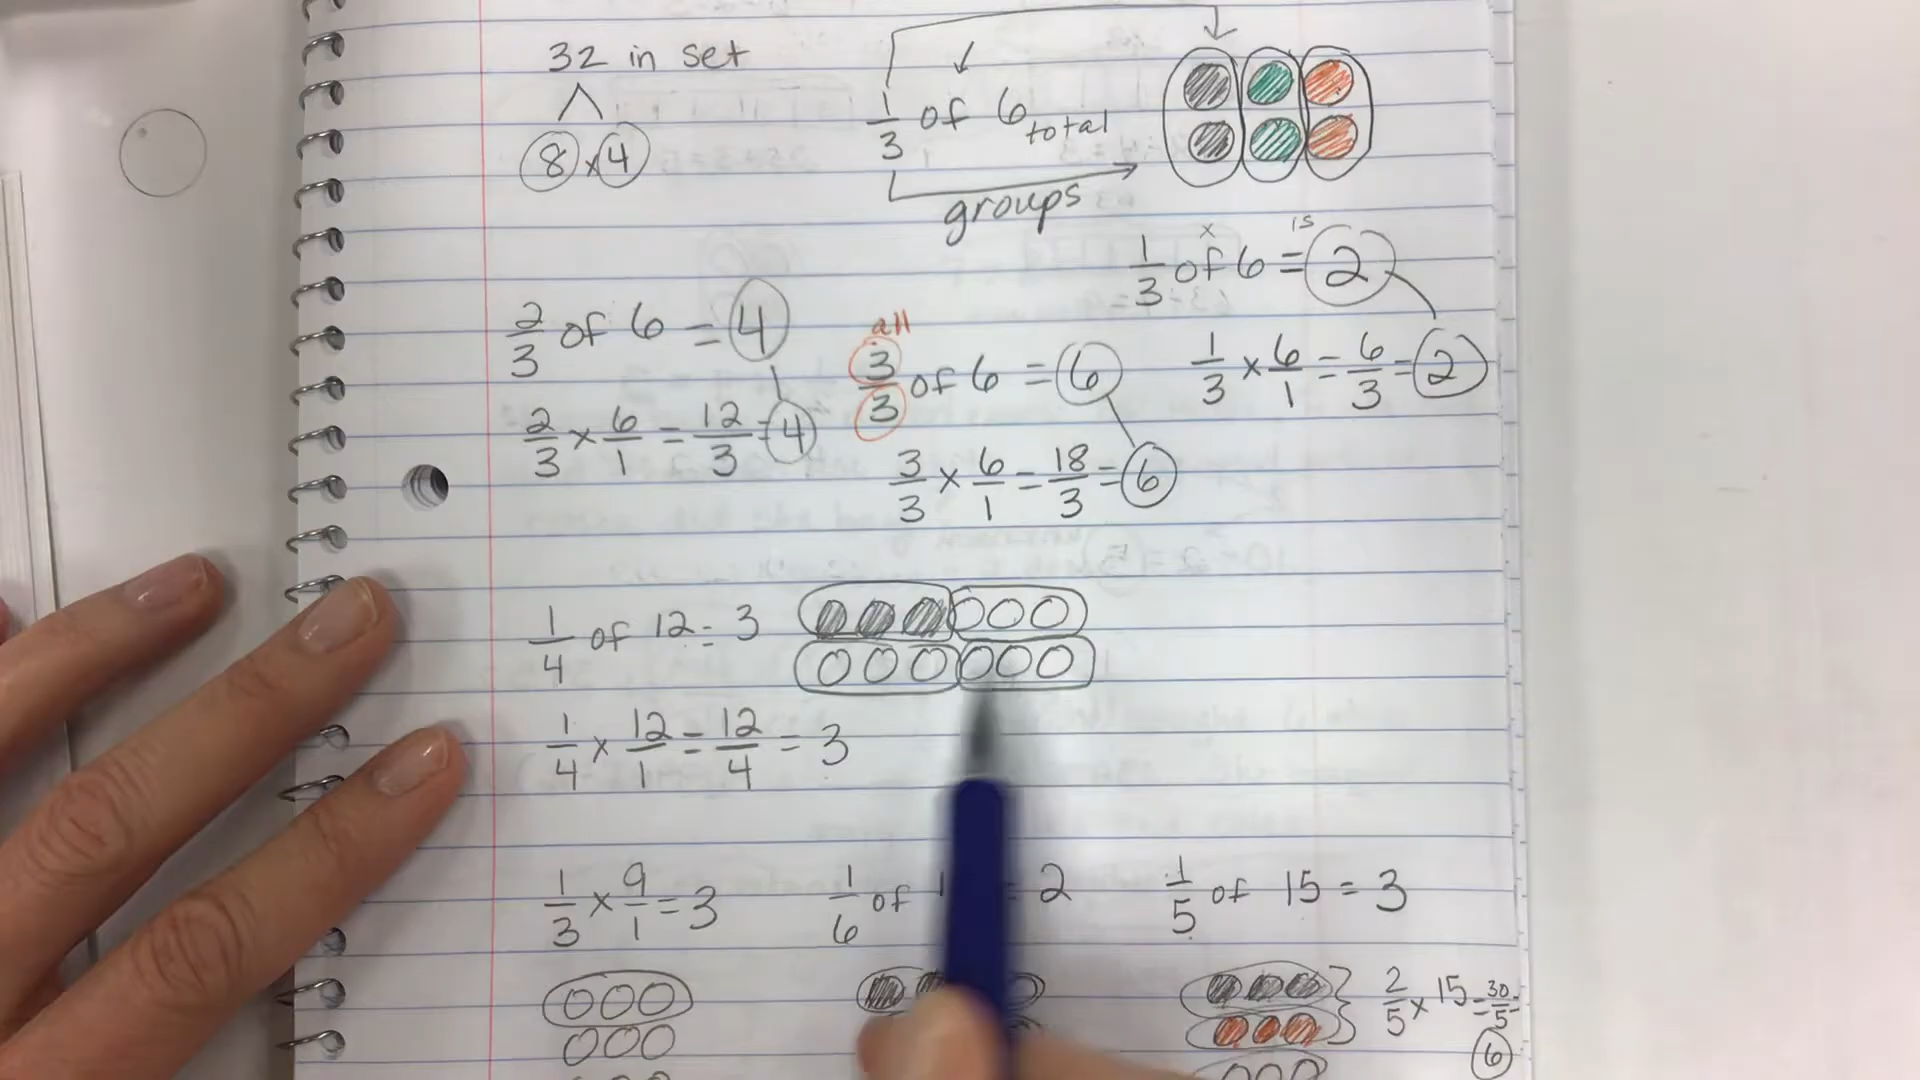 32 in set
8 x 4
1/3 of 6 total
groups
x is
1/3 of 6 = 2
1/3 x 6/1 = 6/3 = 2
2/3 of 6 = 4
2/3 x 6/1 = 12/3 = 4
all
3/3 of 6 = 6
3/3 x 6/1 = 18/3 = 6
1/4 of 12 = 3
1/4 x 12/1 = 12/4 = 3
1/3 x 9/1 = 3
1/6 of = 2
1/5 of 15 = 3
2/5 x 15 = 30/5 =
6